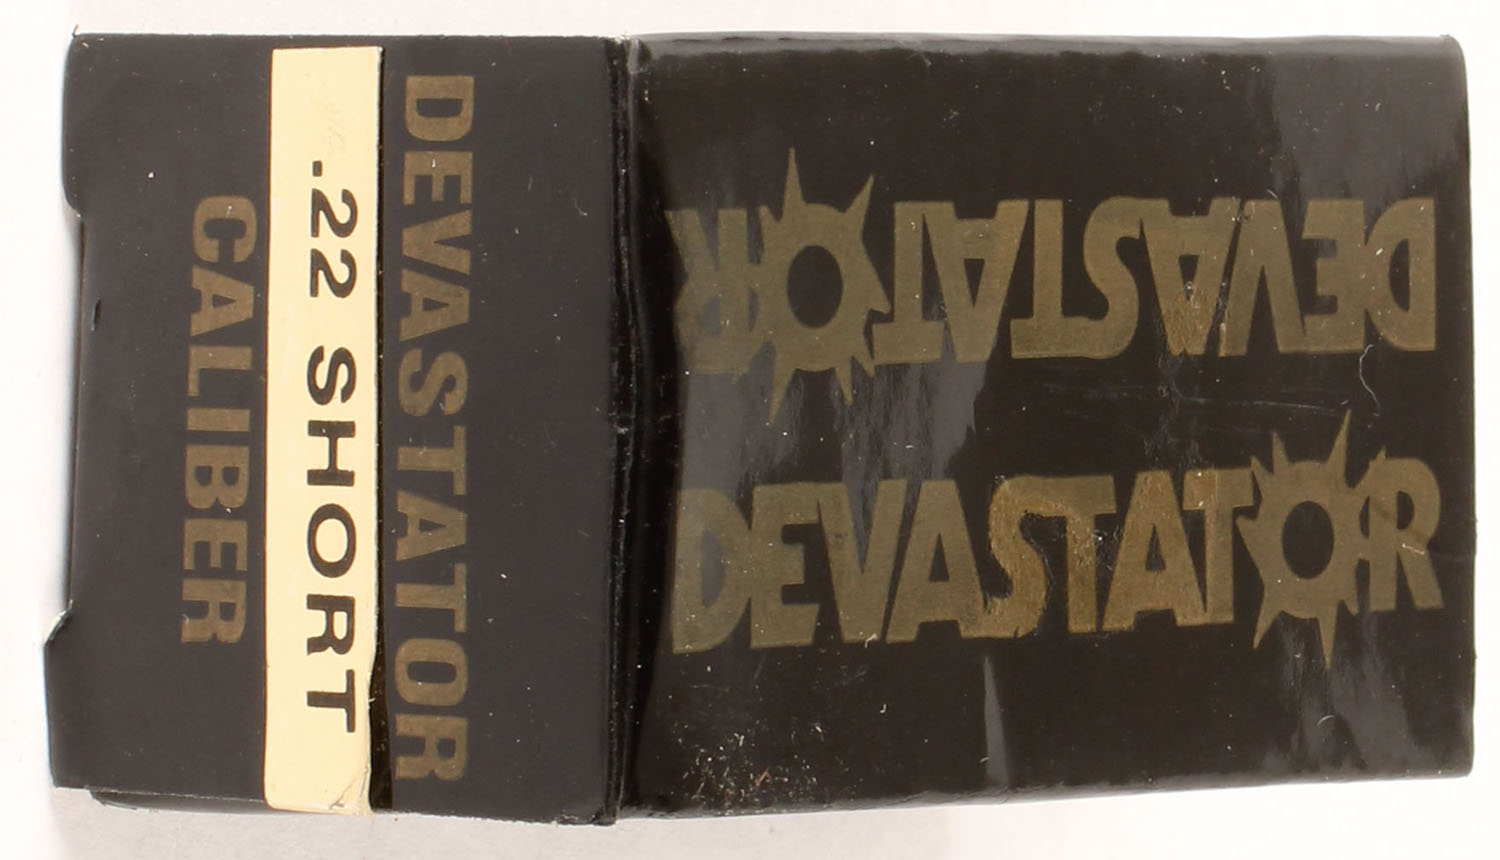 DEVASTATOR
.22 SHORT
CALIBER
DEVASTATOR
DEVASTATOR